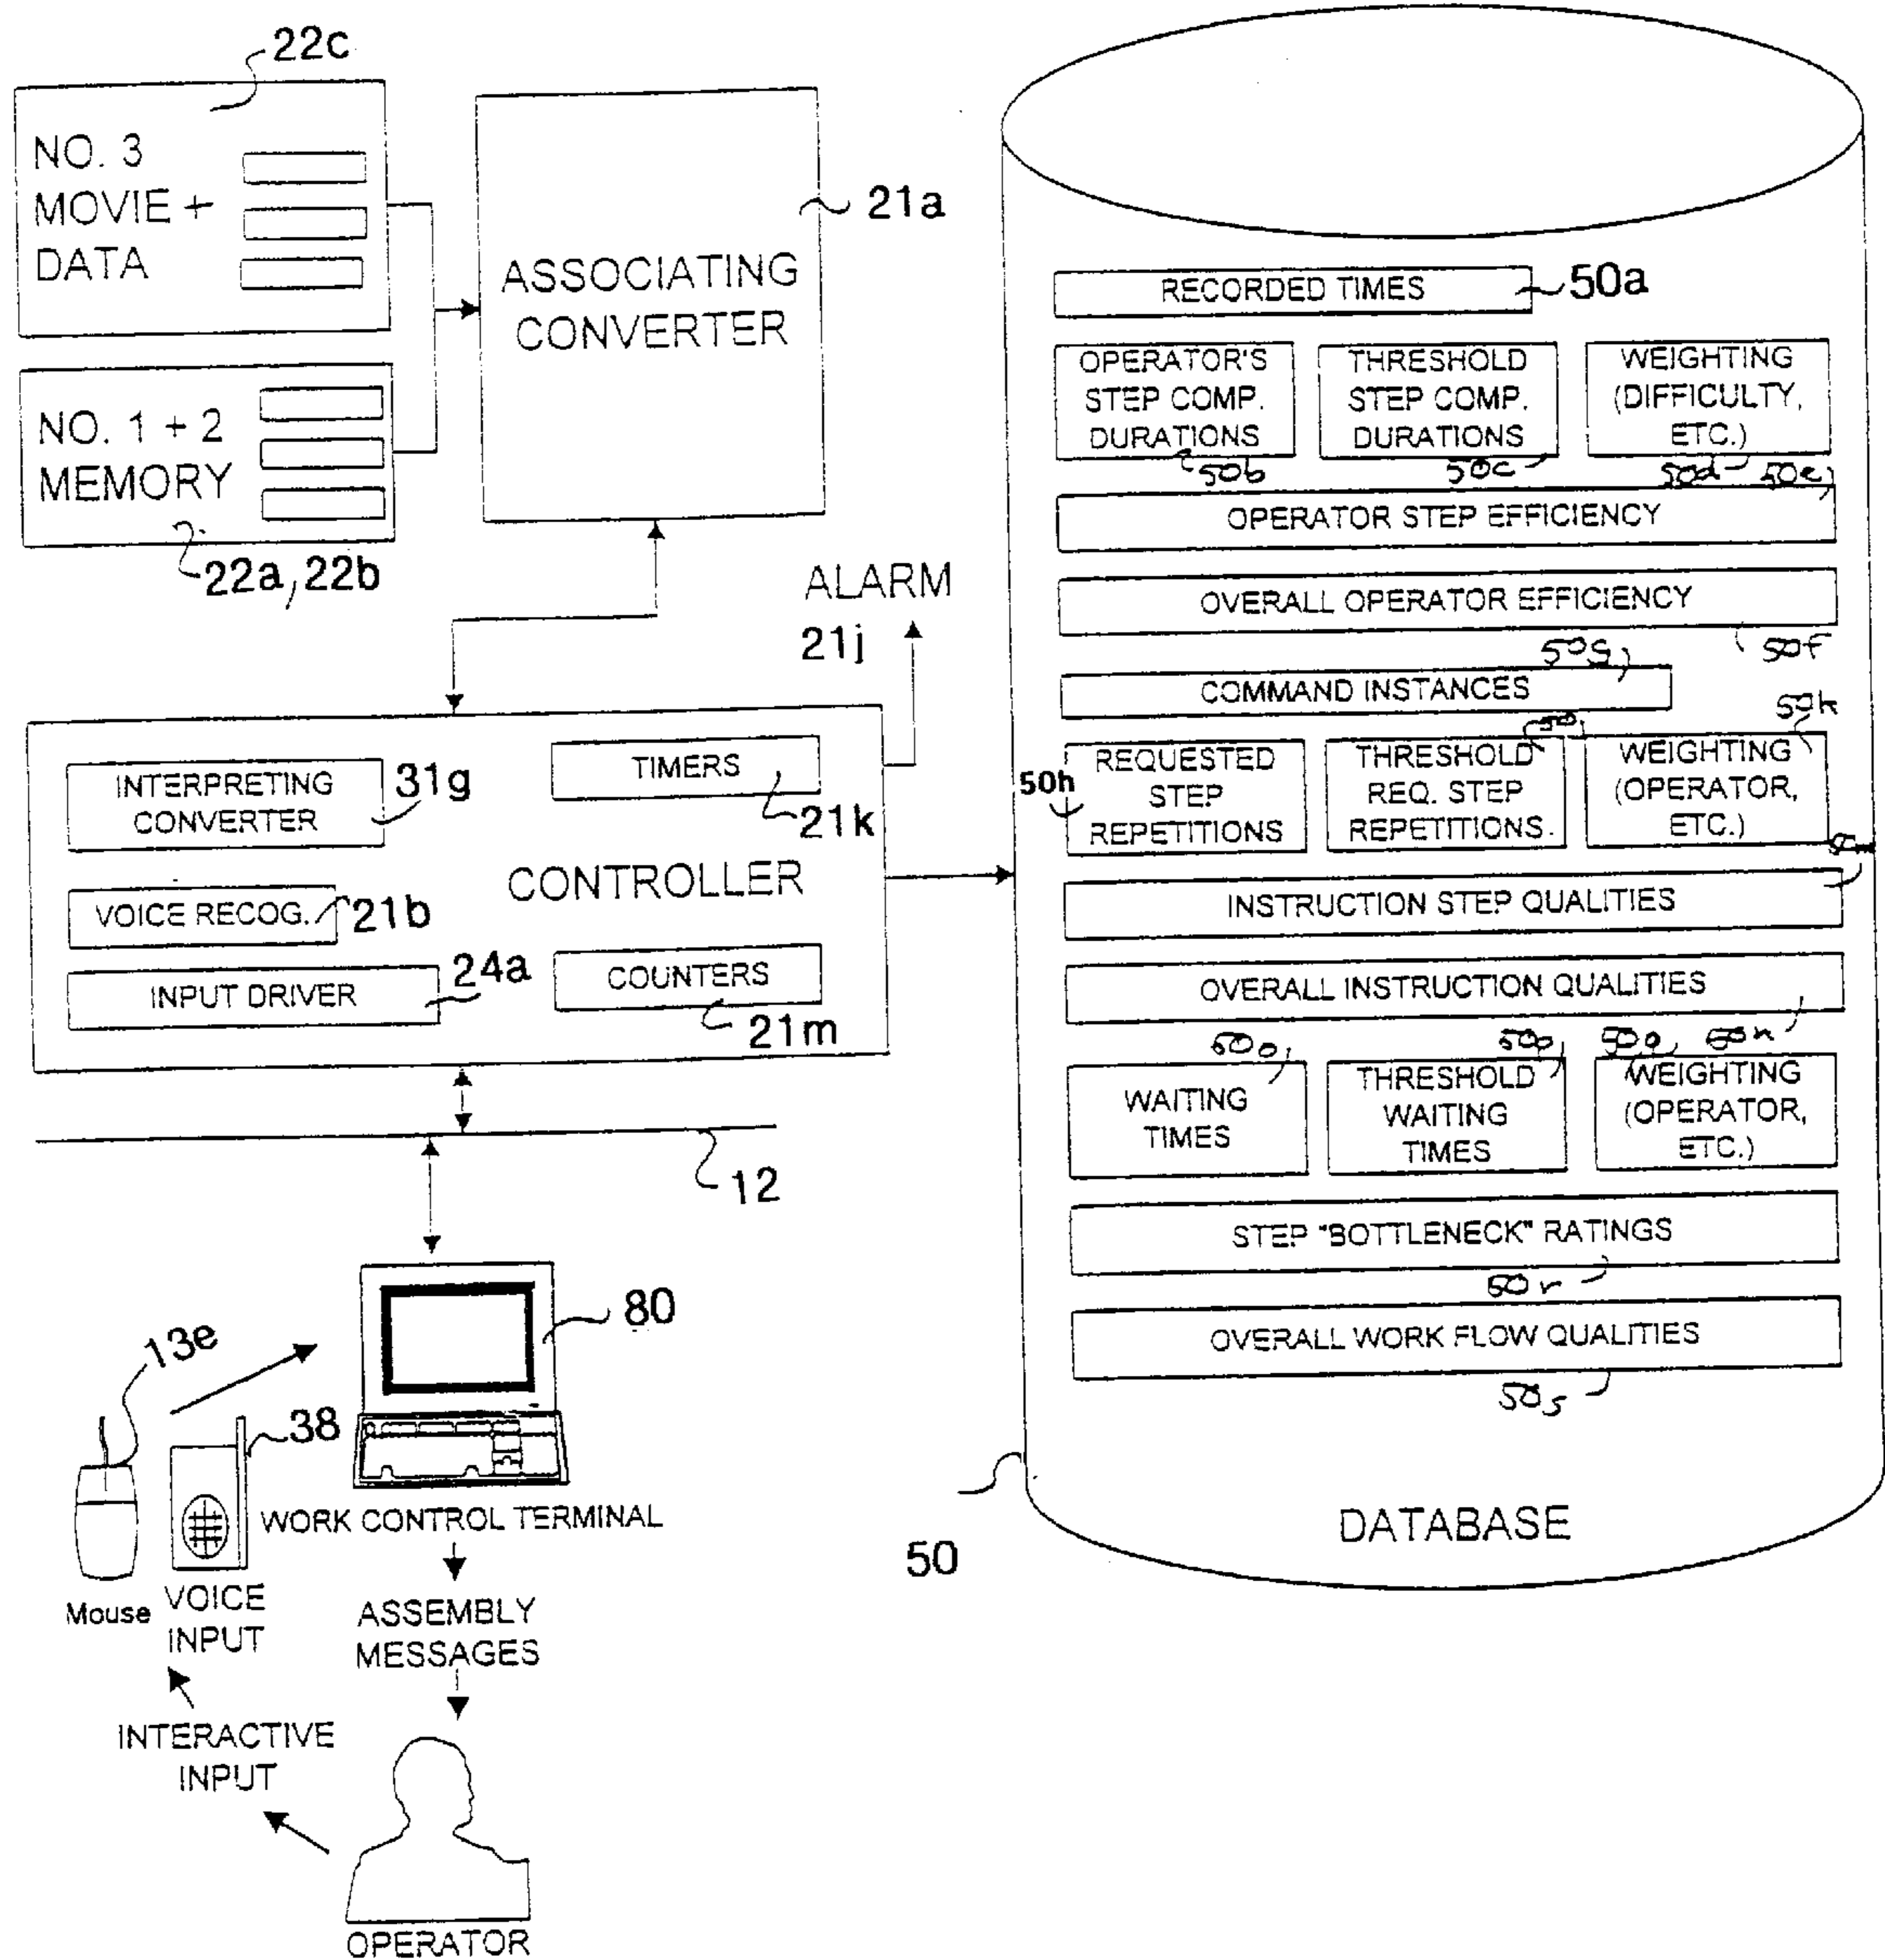 22c
NO. 3
MOVIE +
DATA
ASSOCIATING
CONVERTER
21a
NO. 1 + 2
MEMORY
22a, 22b
ALARM
21j
INTERPRETING
CONVERTER
31g
TIMERS
21k
CONTROLLER
VOICE RECOG.
21b
INPUT DRIVER
24a
COUNTERS
21m
12
80
13e
38
WORK CONTROL TERMINAL
Mouse
VOICE
INPUT
ASSEMBLY
MESSAGES
INTERACTIVE
INPUT
OPERATOR
RECORDED TIMES
50a
OPERATOR'S
STEP COMP.
DURATIONS
50b
THRESHOLD
STEP COMP.
DURATIONS
50c
WEIGHTING
(DIFFICULTY,
ETC.)
50d
50e
OPERATOR STEP EFFICIENCY
OVERALL OPERATOR EFFICIENCY
50f
50g
COMMAND INSTANCES
50h
REQUESTED
STEP
REPETITIONS
THRESHOLD
REQ. STEP
REPETITIONS.
50k
WEIGHTING
(OPERATOR,
ETC.)
INSTRUCTION STEP QUALITIES
OVERALL INSTRUCTION QUALITIES
50n
50o
WAITING
TIMES
50p
THRESHOLD
WAITING
TIMES
50q
WEIGHTING
(OPERATOR,
ETC.)
STEP "BOTTLENECK" RATINGS
50r
OVERALL WORK FLOW QUALITIES
50s
50
DATABASE